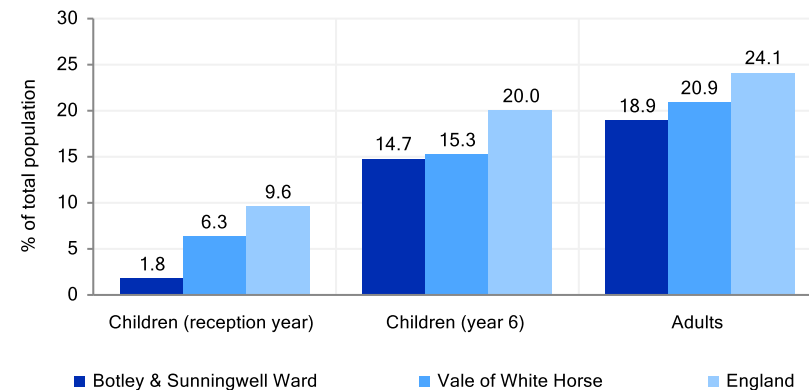 30
25
20
15
10
5
0
% of total population
1.8
6.3
9.6
14.7
15.3
20.0
18.9
20.9
24.1
Children (reception year)
Children (year 6)
Adults
Botley & Sunningwell Ward
Vale of White Horse
England